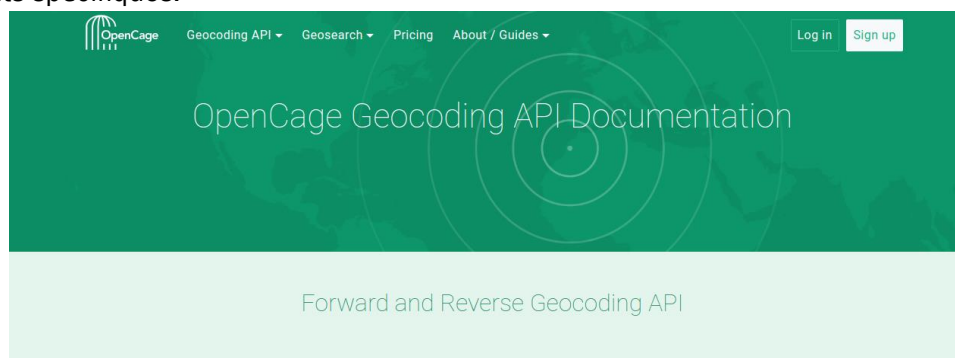 OpenCage Geocoding API Geosearch Pricing About / Guides Log in Sign up
OpenCage Geocoding API Documentation
Forward and Reverse Geocoding API